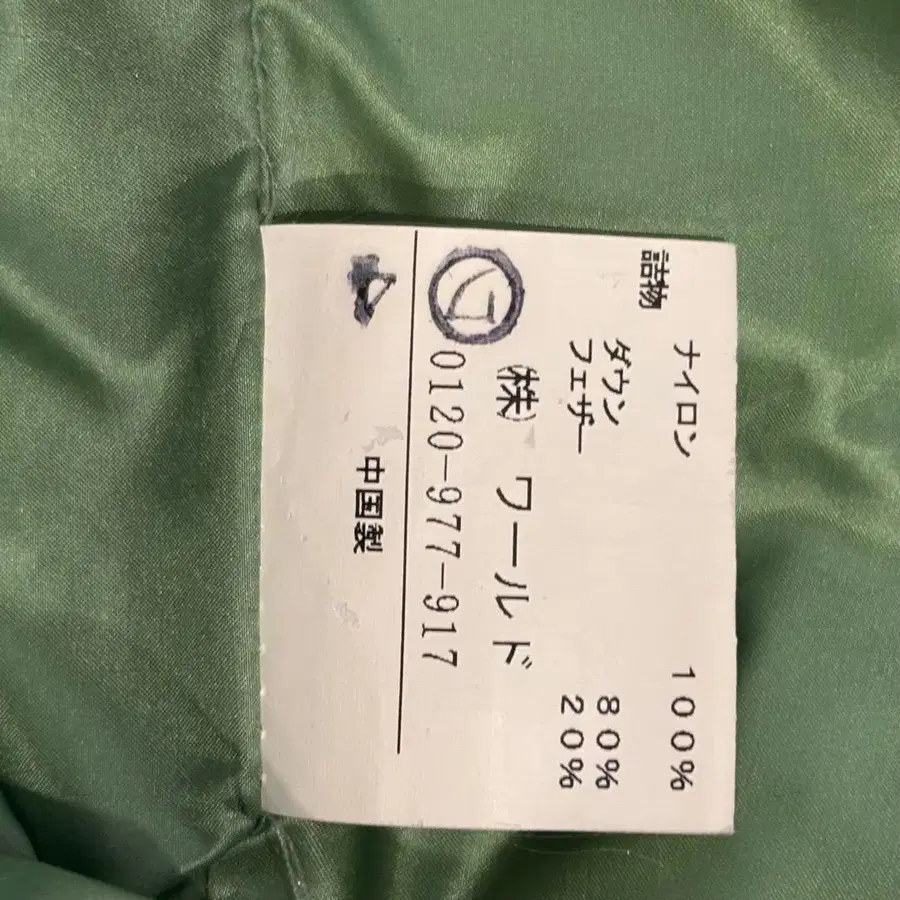 ナイロン 100%
詰物
ダウン 80%
フェザー 20%
(株) ワールド
0120-977-917
中国製